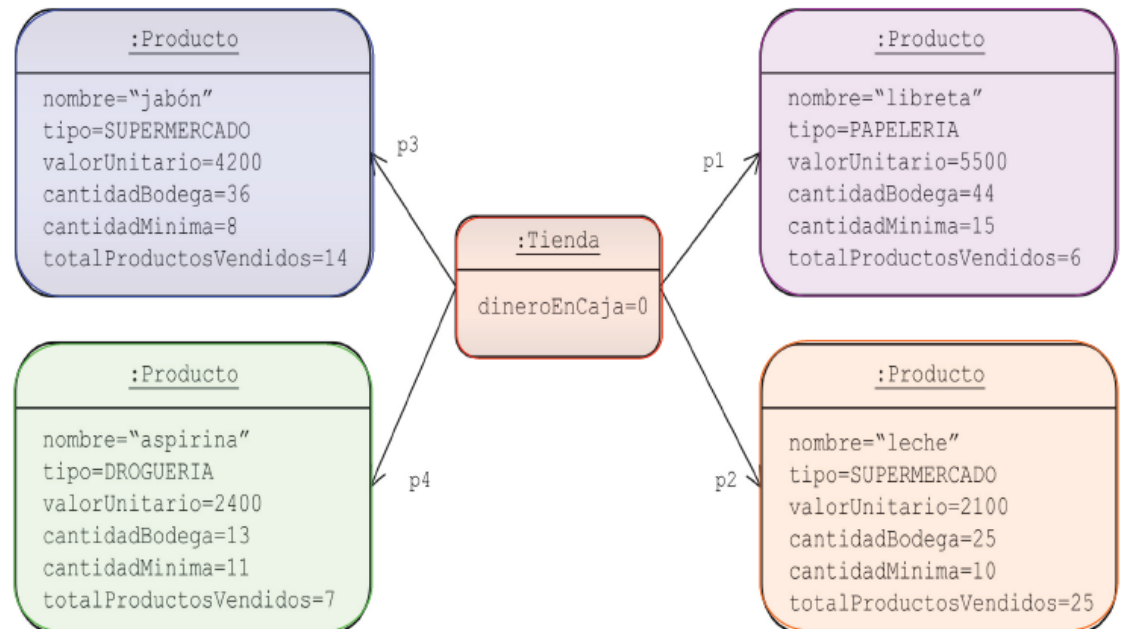 :Producto
nombre=“jabón”
tipo=SUPERMERCADO
valorUnitario=4200
cantidadBodega=36
cantidadMinima=8
totalProductosVendidos=14
p3
:Producto
nombre=“libreta”
tipo=PAPELERIA
valorUnitario=5500
cantidadBodega=44
cantidadMinima=15
totalProductosVendidos=6
p1
:Tienda
dineroEnCaja=0
:Producto
nombre=“aspirina”
tipo=DROGUERIA
valorUnitario=2400
cantidadBodega=13
cantidadMinima=11
totalProductosVendidos=7
p4
:Producto
nombre=“leche”
tipo=SUPERMERCADO
valorUnitario=2100
cantidadBodega=25
cantidadMinima=10
totalProductosVendidos=25
p2